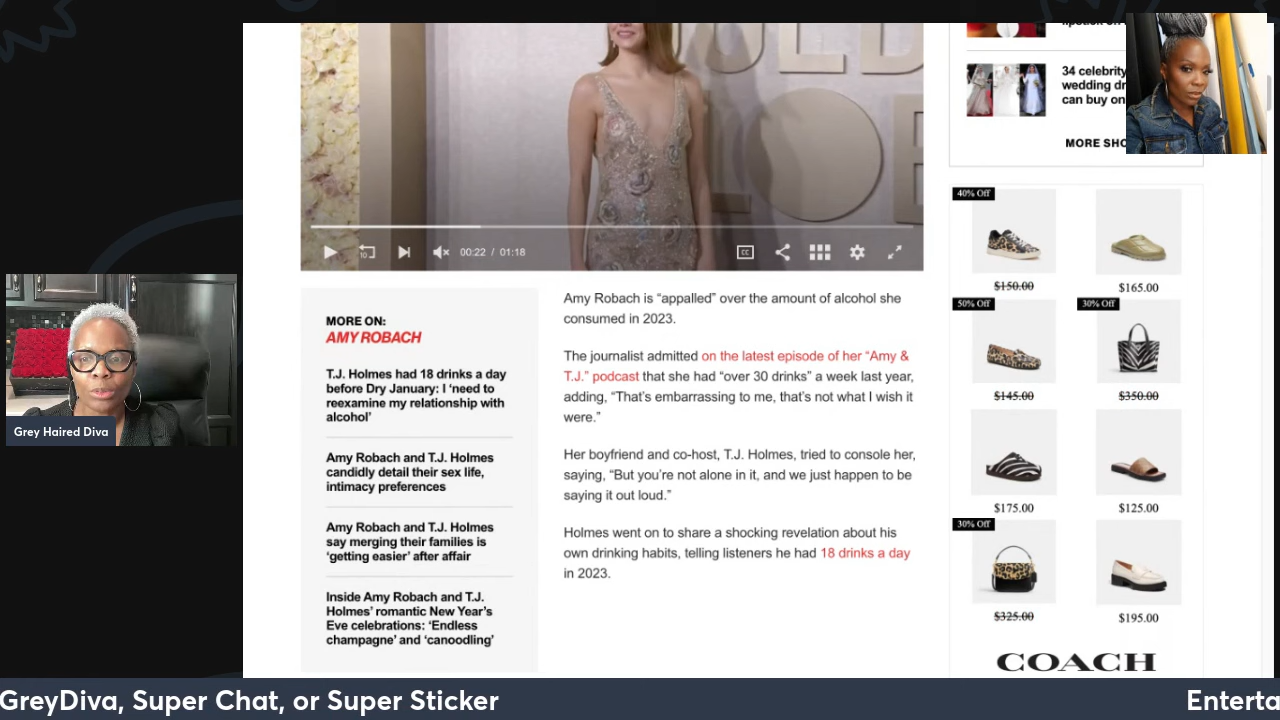 34 celebrity
wedding dr
can buy on
MORE SHO
00:22 / 01:18
10
CC
Grey Haired Diva
MORE ON:
AMY ROBACH
T.J. Holmes had 18 drinks a day
before Dry January: I ‘need to
reexamine my relationship with
alcohol’
Amy Robach and T.J. Holmes
candidly detail their sex life,
intimacy preferences
Amy Robach and T.J. Holmes
say merging their families is
‘getting easier’ after affair
Inside Amy Robach and T.J.
Holmes’ romantic New Year’s
Eve celebrations: ‘Endless
champagne’ and ‘canoodling’
Amy Robach is “appalled” over the amount of alcohol she
consumed in 2023.
The journalist admitted on the latest episode of her “Amy &
T.J.” podcast that she had “over 30 drinks” a week last year,
adding, “That’s embarrassing to me, that’s not what I wish it
were.”
Her boyfriend and co-host, T.J. Holmes, tried to console her,
saying, “But you’re not alone in it, and we just happen to be
saying it out loud.”
Holmes went on to share a shocking revelation about his
own drinking habits, telling listeners he had 18 drinks a day
in 2023.
40% Off
$150.00
$165.00
50% Off
30% Off
$145.00
$350.00
$175.00
$125.00
30% Off
$325.00
$195.00
COACH
GreyDiva, Super Chat, or Super Sticker
Enterta